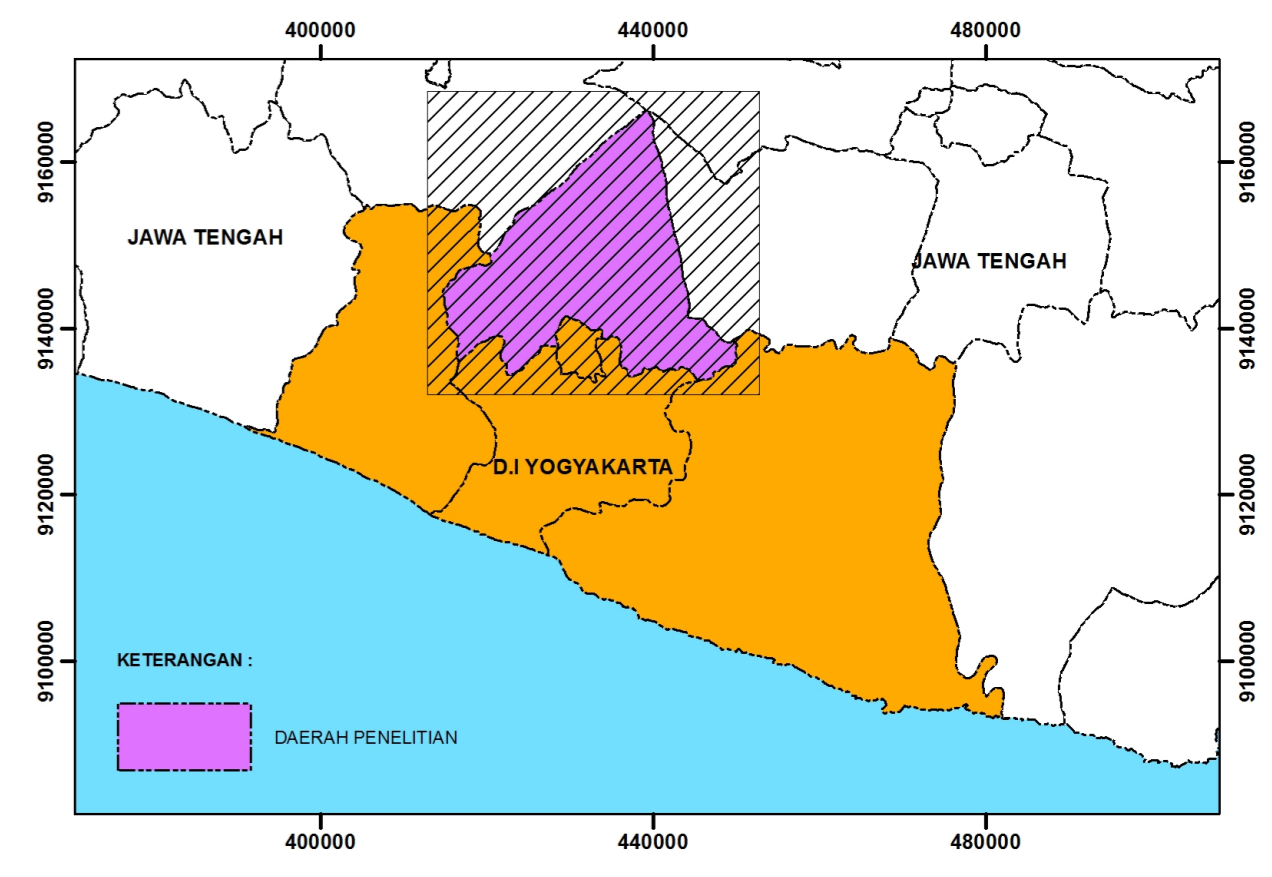 400000 440000 480000
9160000
9160000
JAWA TENGAH
JAWA TENGAH
9140000
9140000
D.I YOGYAKARTA
9120000
9120000
KETERANGAN :
9100000
9100000
DAERAH PENELITIAN
400000 440000 480000